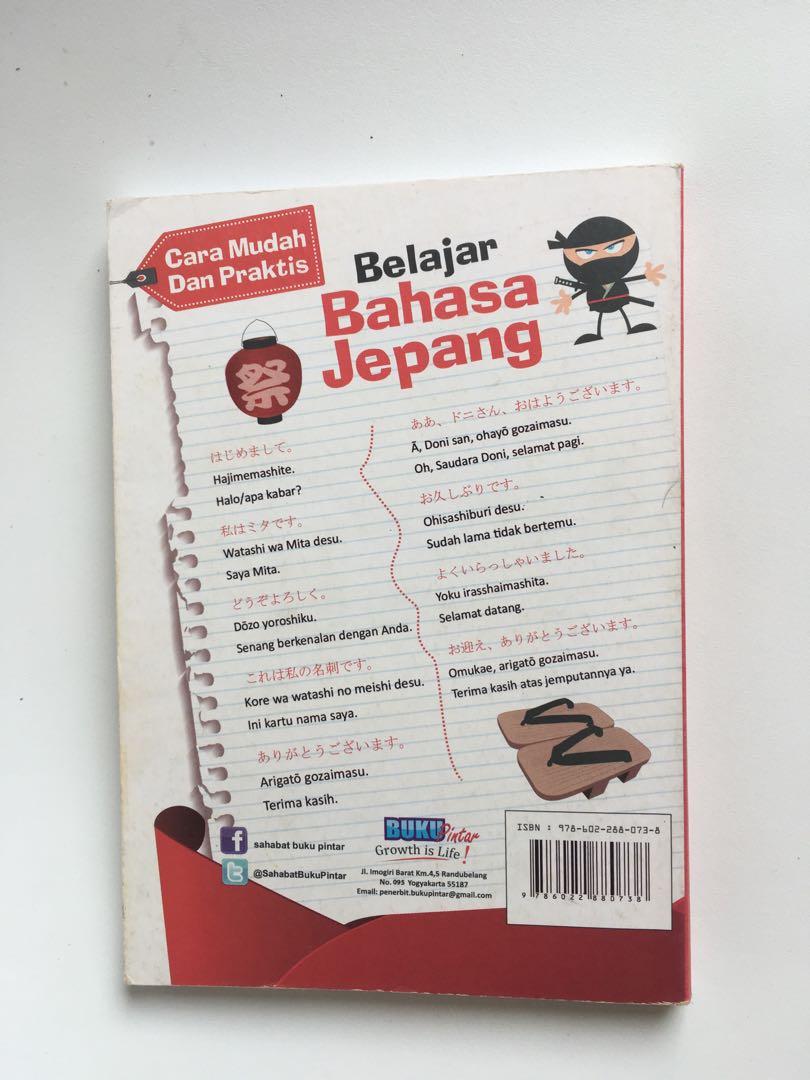 Cara Mudah
Dan Praktis
Belajar
Bahasa
Jepang
祭
はじめまして。
Hajimemashite.
Halo/apa kabar?
私はミタです。
Watashi wa Mita desu.
Saya Mita.
どうぞよろしく。
Dōzo yoroshiku.
Senang berkenalan dengan Anda.
これは私の名刺です。
Kore wa watashi no meishi desu.
Ini kartu nama saya.
ありがとうございます。
Arigatō gozaimasu.
Terima kasih.
ああ、ドニさん、おはようございます。
Ā, Doni san, ohayō gozaimasu.
Oh, Saudara Doni, selamat pagi.
お久しぶりです。
Ohisashiburi desu.
Sudah lama tidak bertemu.
よくいらっしゃいました。
Yoku irasshaimashita.
Selamat datang.
お迎え、ありがとうございます。
Omukae, arigatō gozaimasu.
Terima kasih atas jemputannya ya.
f sahabat buku pintar
@SahabatBukuPintar
BUKU Pintar
Growth is Life!
Jl. Imogiri Barat Km.4,5 Randubelang
No. 095 Yogyakarta 55187
Email: penerbit.bukupintar@gmail.com
ISBN : 978-602-288-073-8
9 786022 880738